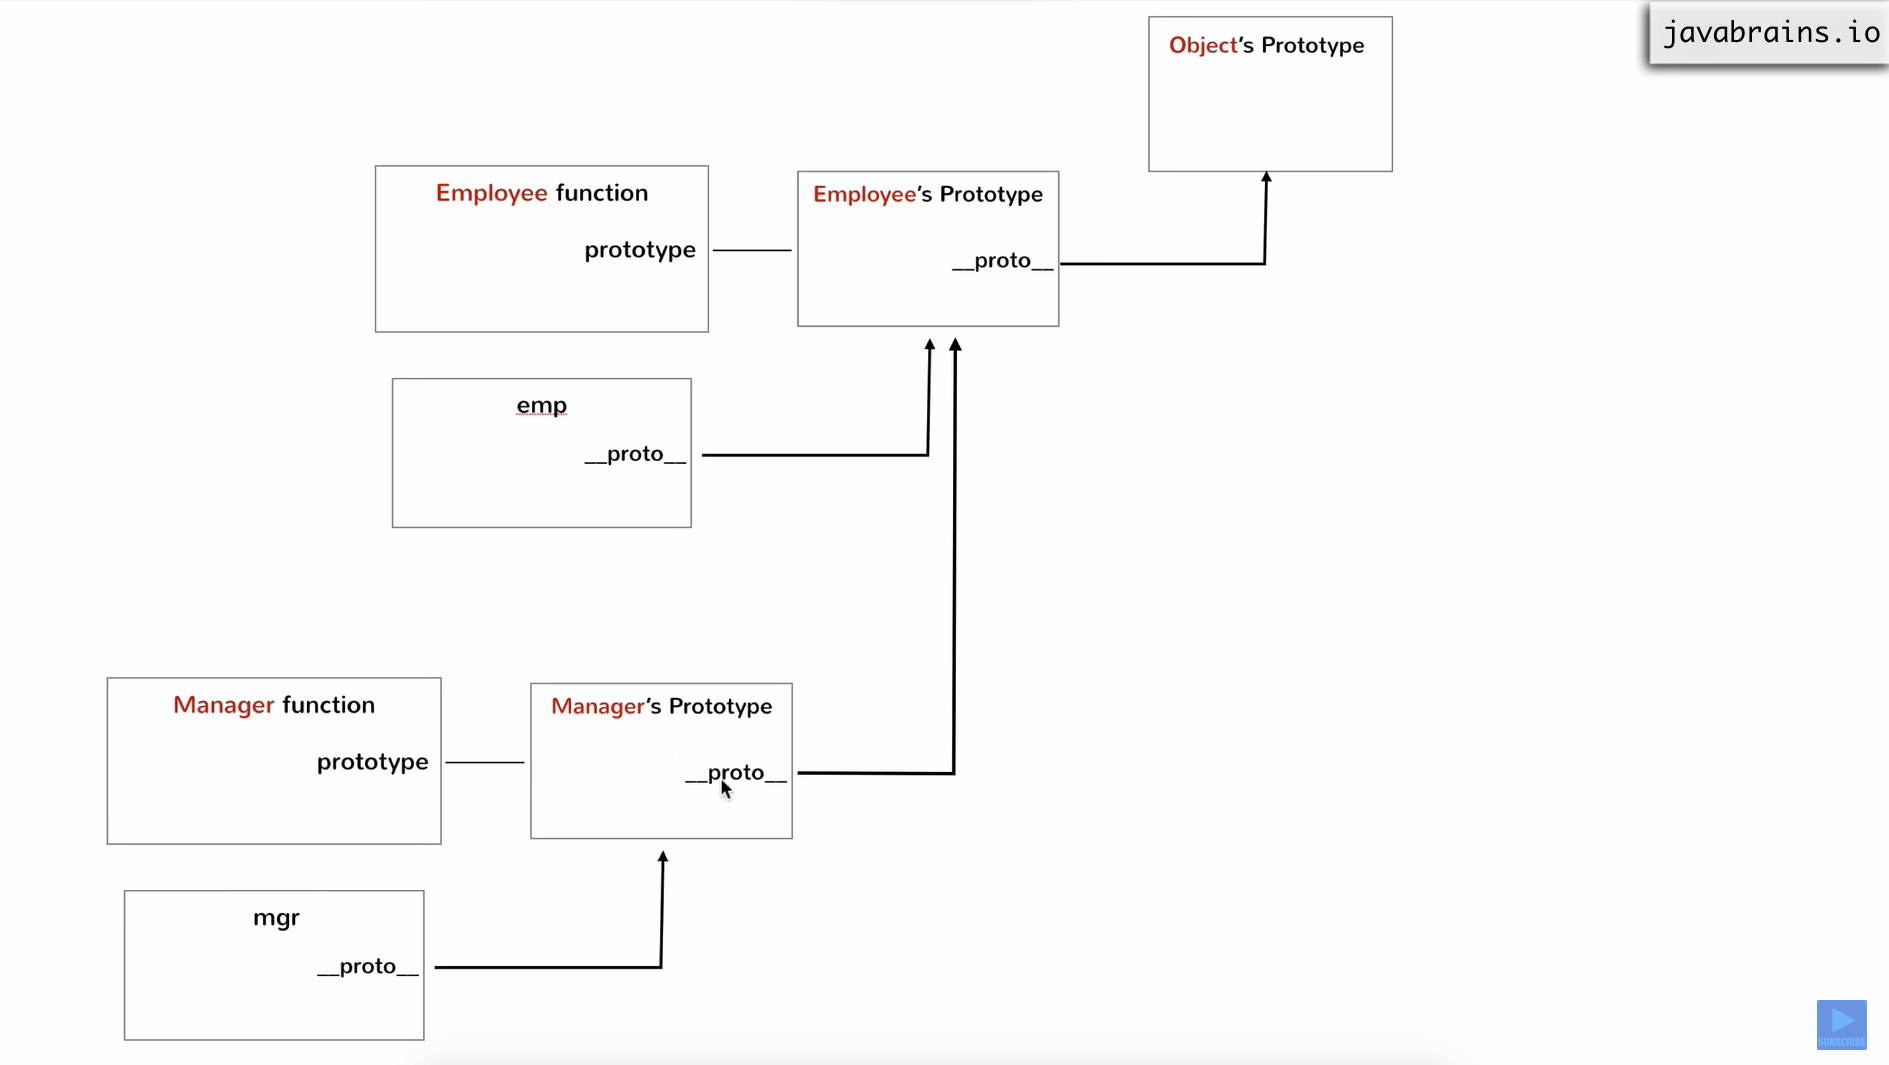 javabrains.io
Object's Prototype
Employee function
prototype
Employee's Prototype
__proto__
emp
__proto__
Manager function
prototype
Manager's Prototype
__proto__
mgr
__proto__
SUBSCRIBE